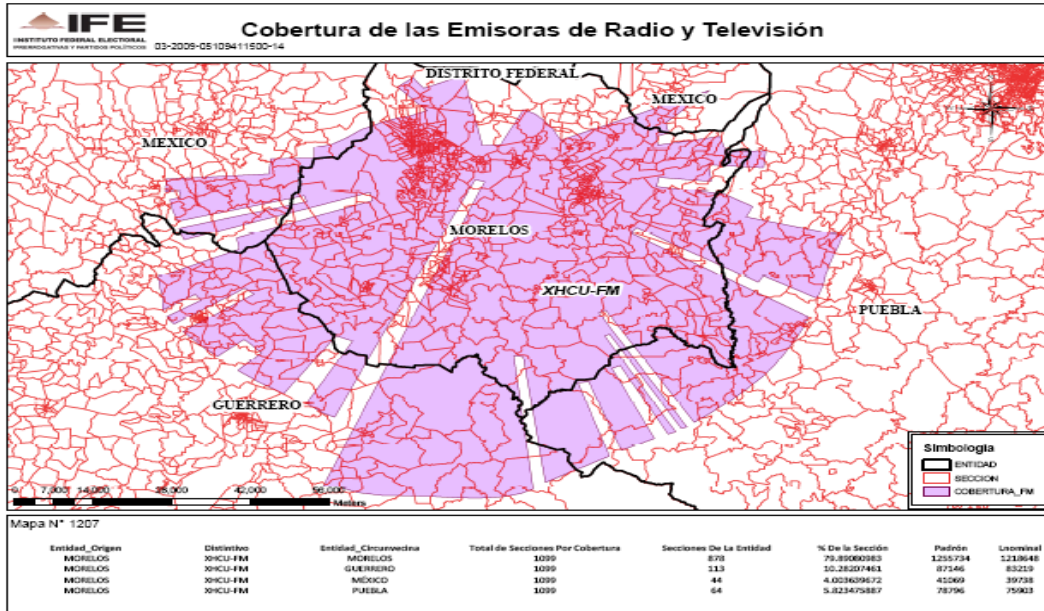 IFE
INSTITUTO FEDERAL ELECTORAL
PRERROGATIVAS Y PARTIDOS POLÍTICOS
03-2009-05109411500-14
Cobertura de las Emisoras de Radio y Televisión
DISTRITO FEDERAL
MEXICO
MEXICO
MORELOS
XHCU-FM
PUEBLA
GUERRERO
Simbología
ENTIDAD
SECCION
COBERTURA_FM
0 7,000 14,000 28,000 42,000 56,000
Meters
Mapa N° 1207
Entidad_Origen Distintivo Entidad_Circunvecina Total de Secciones Por Cobertura Secciones De La Entidad % De la Sección Padrón Lnominal
MORELOS XHCU-FM MORELOS 1099 878 79.89080983 1255734 1218648
MORELOS XHCU-FM GUERRERO 1099 113 10.28207461 87146 83219
MORELOS XHCU-FM MÉXICO 1099 44 4.003639672 41069 39738
MORELOS XHCU-FM PUEBLA 1099 64 5.823475887 78796 75903